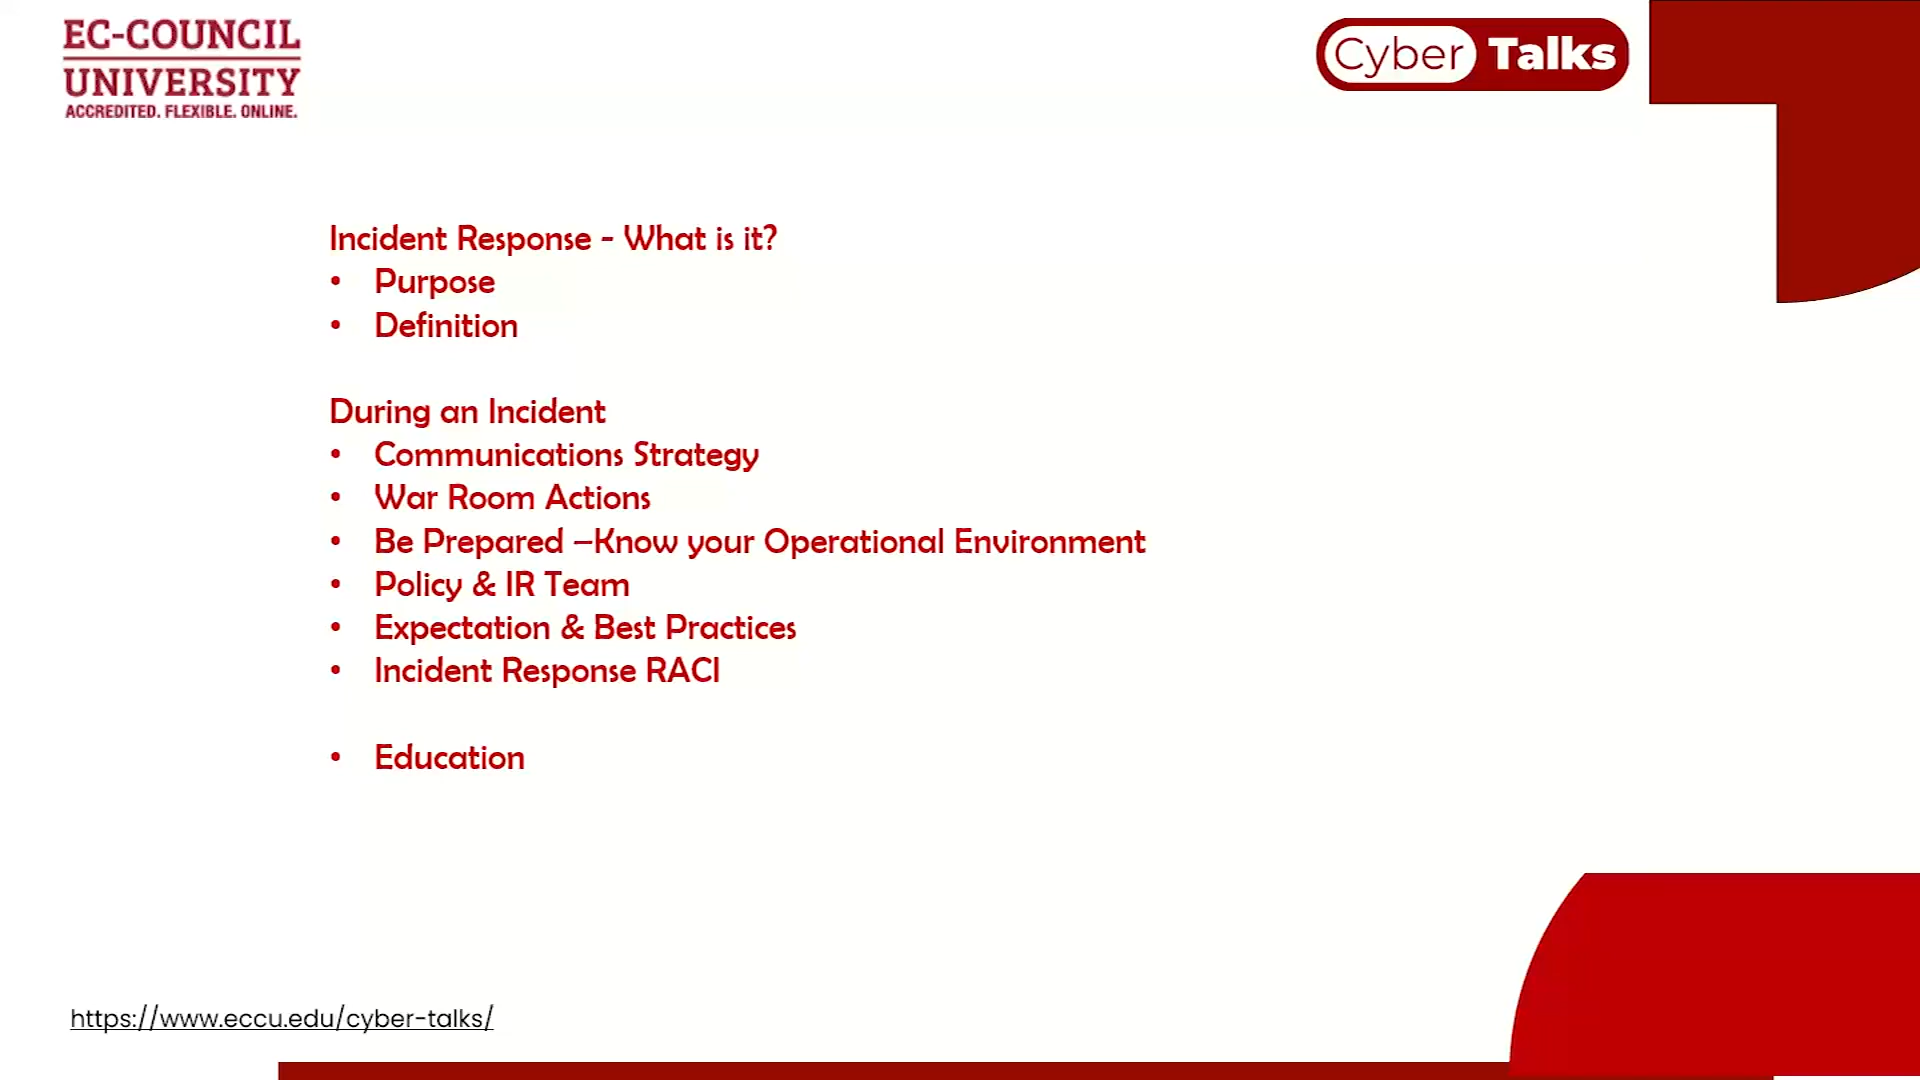 EC-COUNCIL
UNIVERSITY
ACCREDITED. FLEXIBLE. ONLINE.
Cyber Talks
Incident Response - What is it?
• Purpose
• Definition
During an Incident
• Communications Strategy
• War Room Actions
• Be Prepared –Know your Operational Environment
• Policy & IR Team
• Expectation & Best Practices
• Incident Response RACI
• Education
https://www.eccu.edu/cyber-talks/